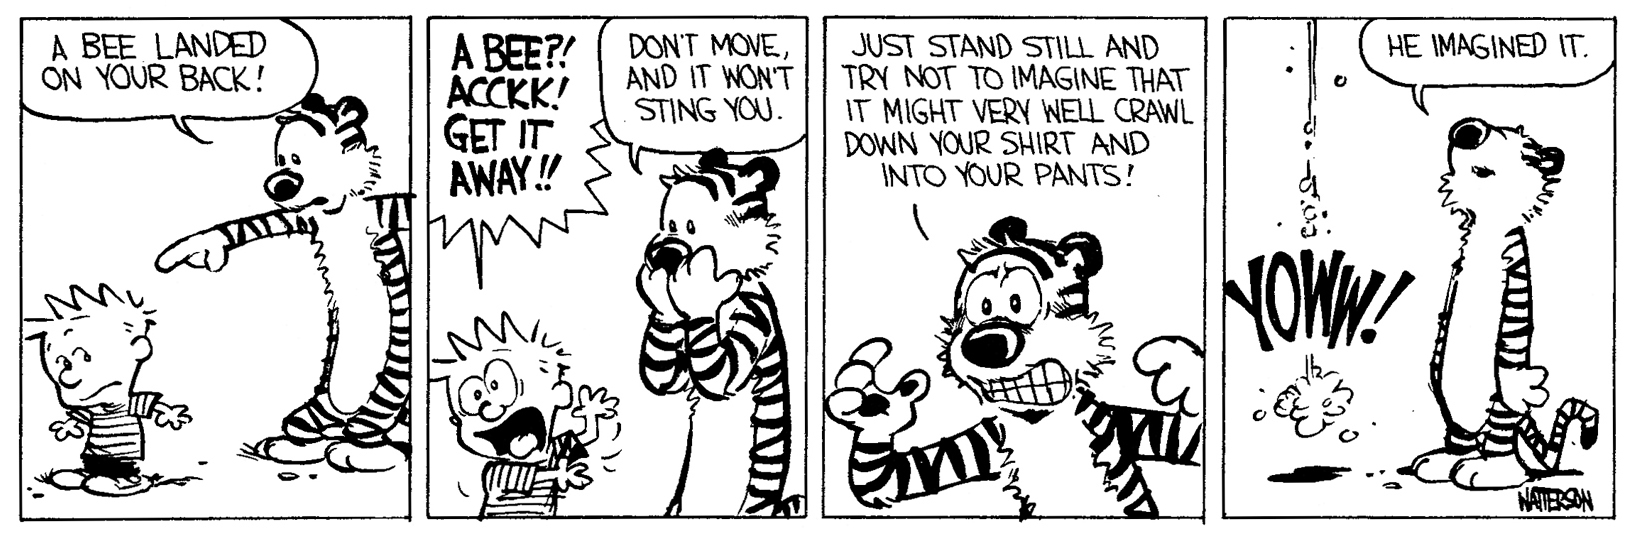 A BEE LANDED
ON YOUR BACK!
A BEE?!
ACCKK!
GET IT
AWAY!!
DON'T MOVE,
AND IT WON'T
STING YOU.
JUST STAND STILL AND
TRY NOT TO IMAGINE THAT
IT MIGHT VERY WELL CRAWL
DOWN YOUR SHIRT AND
INTO YOUR PANTS!
HE IMAGINED IT.
YOWW!
WATTERSON